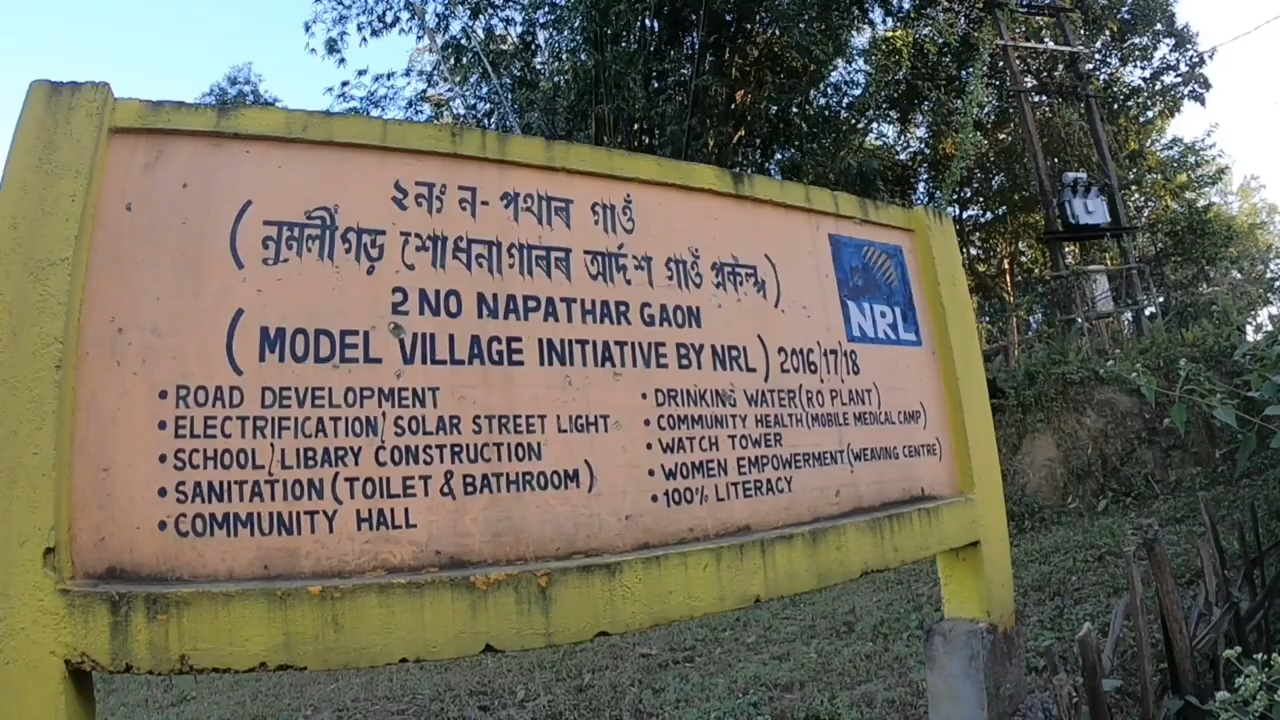 ২নং ন-পথাৰ গাওঁ
(নুমলীগড় শোধনাগাৰৰ আৰ্দশ গাওঁ প্ৰকল্প)
2 NO NAPATHAR GAON
(MODEL VILLAGE INITIATIVE BY NRL) 2016/17/18
• ROAD DEVELOPMENT
• ELECTRIFICATION/SOLAR STREET LIGHT
• SCHOOL/LIBARY CONSTRUCTION
• SANITATION (TOILET & BATHROOM)
• COMMUNITY HALL
• DRINKING WATER (RO PLANT)
• COMMUNITY HEALTH (MOBILE MEDICAL CAMP)
• WATCH TOWER
• WOMEN EMPOWERMENT (WEAVING CENTRE)
• 100% LITERACY
NRL